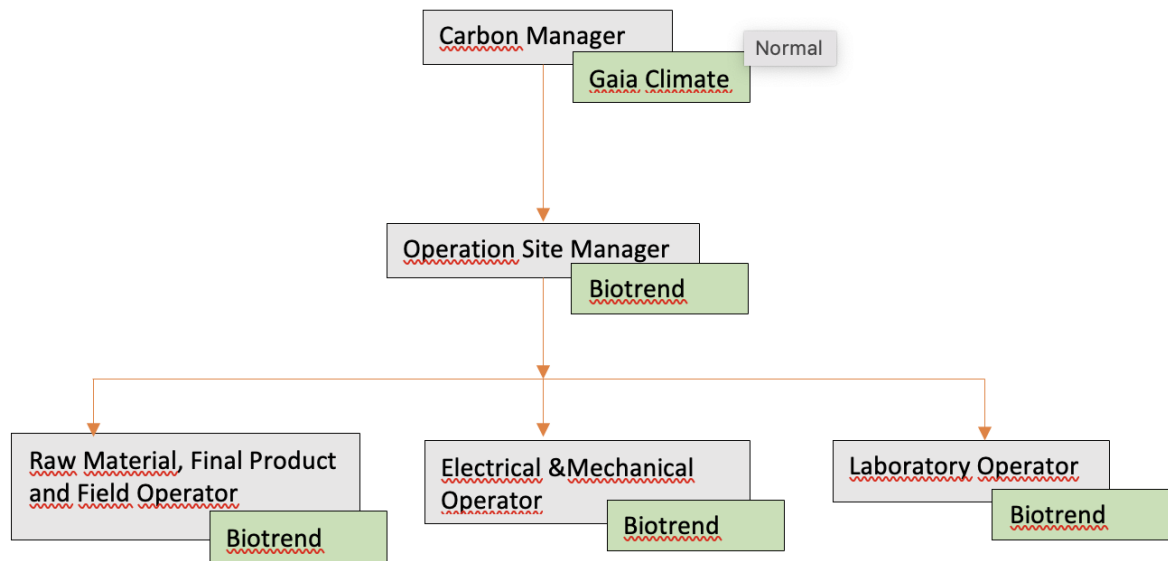 Carbon Manager
Normal
Gaia Climate
Operation Site Manager
Biotrend
Raw Material, Final Product
and Field Operator
Biotrend
Electrical &Mechanical
Operator
Biotrend
Laboratory Operator
Biotrend